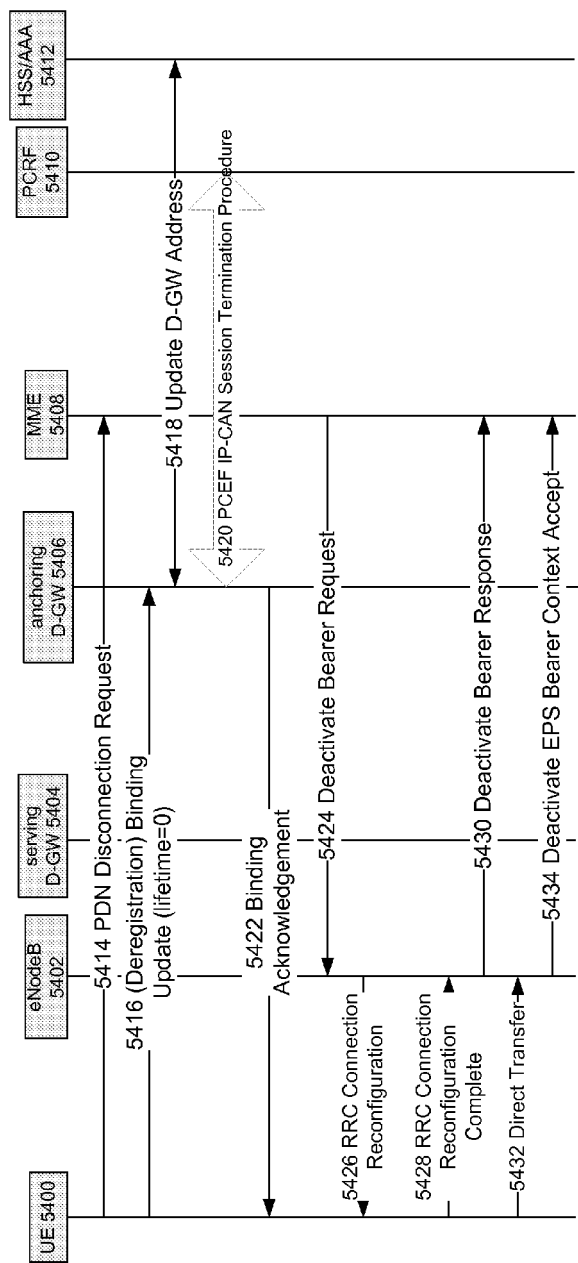 UE 5400
eNodeB
5402
serving
D-GW 5404
anchoring
D-GW 5406
MME
5408
PCRF
5410
HSS/AAA
5412
5414 PDN Disconnection Request
5416 (Deregistration) Binding
Update (lifetime=0)
5418 Update D-GW Address
5420 PCEF IP-CAN Session Termination Procedure
5422 Binding
Acknowledgement
5424 Deactivate Bearer Request
5426 RRC Connection
Reconfiguration
5428 RRC Connection
Reconfiguration
Complete
5430 Deactivate Bearer Response
5432 Direct Transfer
5434 Deactivate EPS Bearer Context Accept